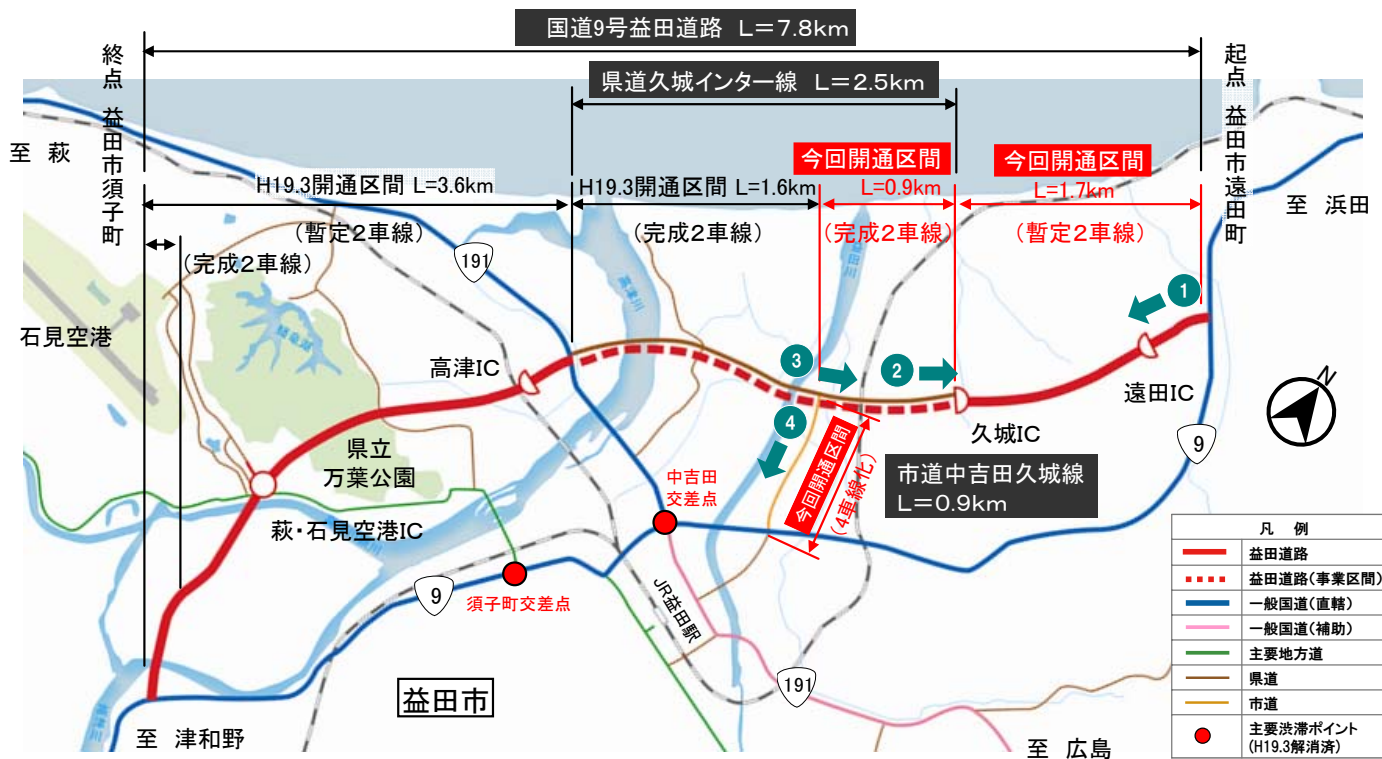 国道9号益田道路 L=7.8km
終点 益田市須子町
起点 益田市遠田町
県道久城インター線 L=2.5km
至 萩
至 浜田
今回開通区間
今回開通区間
H19.3開通区間 L=3.6km
H19.3開通区間 L=1.6km
L=0.9km
L=1.7km
(暫定2車線)
(完成2車線)
(完成2車線)
(暫定2車線)
(完成2車線)
191
高津川
1
石見空港
高津IC
3
2
遠田IC
久城IC
4
9
県立
万葉公園
中吉田
交差点
今回開通区間
(4車線化)
市道中吉田久城線
L=0.9km
萩・石見空港IC
9
須子町交差点
JR益田駅
191
益田市
至 津和野
至 広島
N
凡 例
益田道路
益田道路(事業区間)
一般国道(直轄)
一般国道(補助)
主要地方道
県道
市道
主要渋滞ポイント
(H19.3解消済)